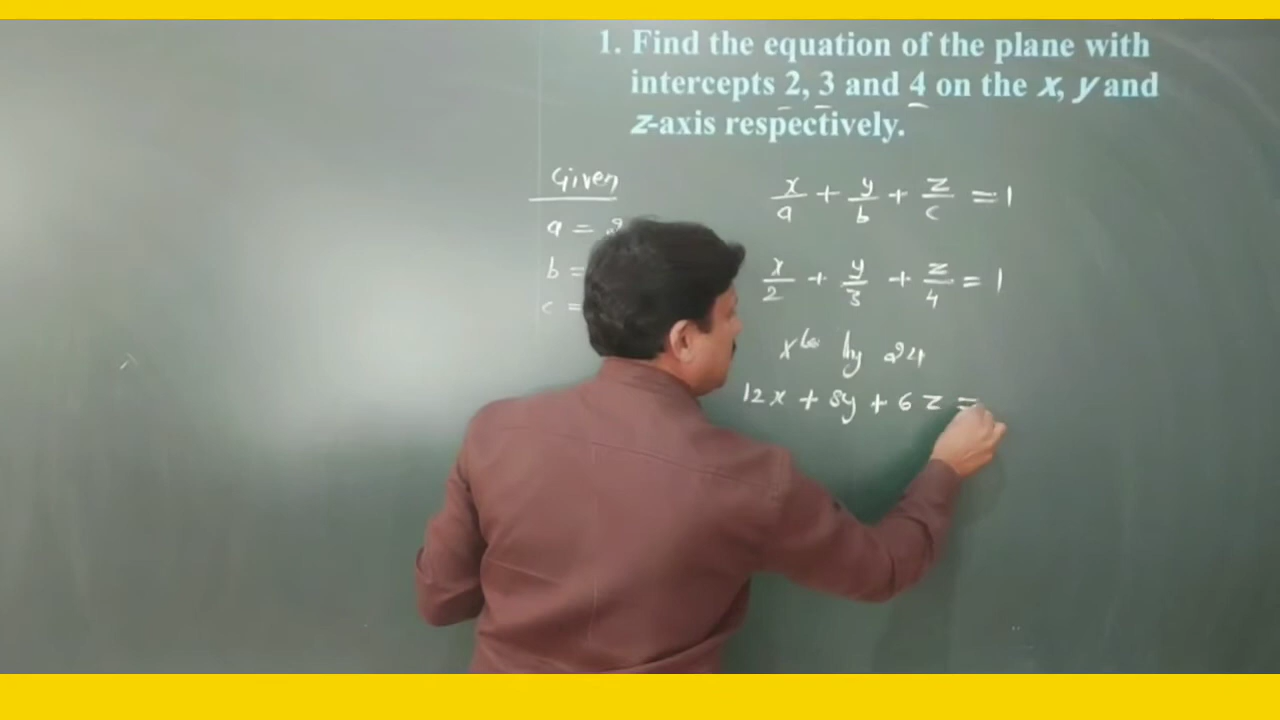 1. Find the equation of the plane with
intercepts 2, 3 and 4 on the x, y and
z-axis respectively.
Given
a = 2
b =
c =
x/a + y/b + z/c = 1
x/2 + y/3 + z/4 = 1
by 24
12x + 8y + 6z =